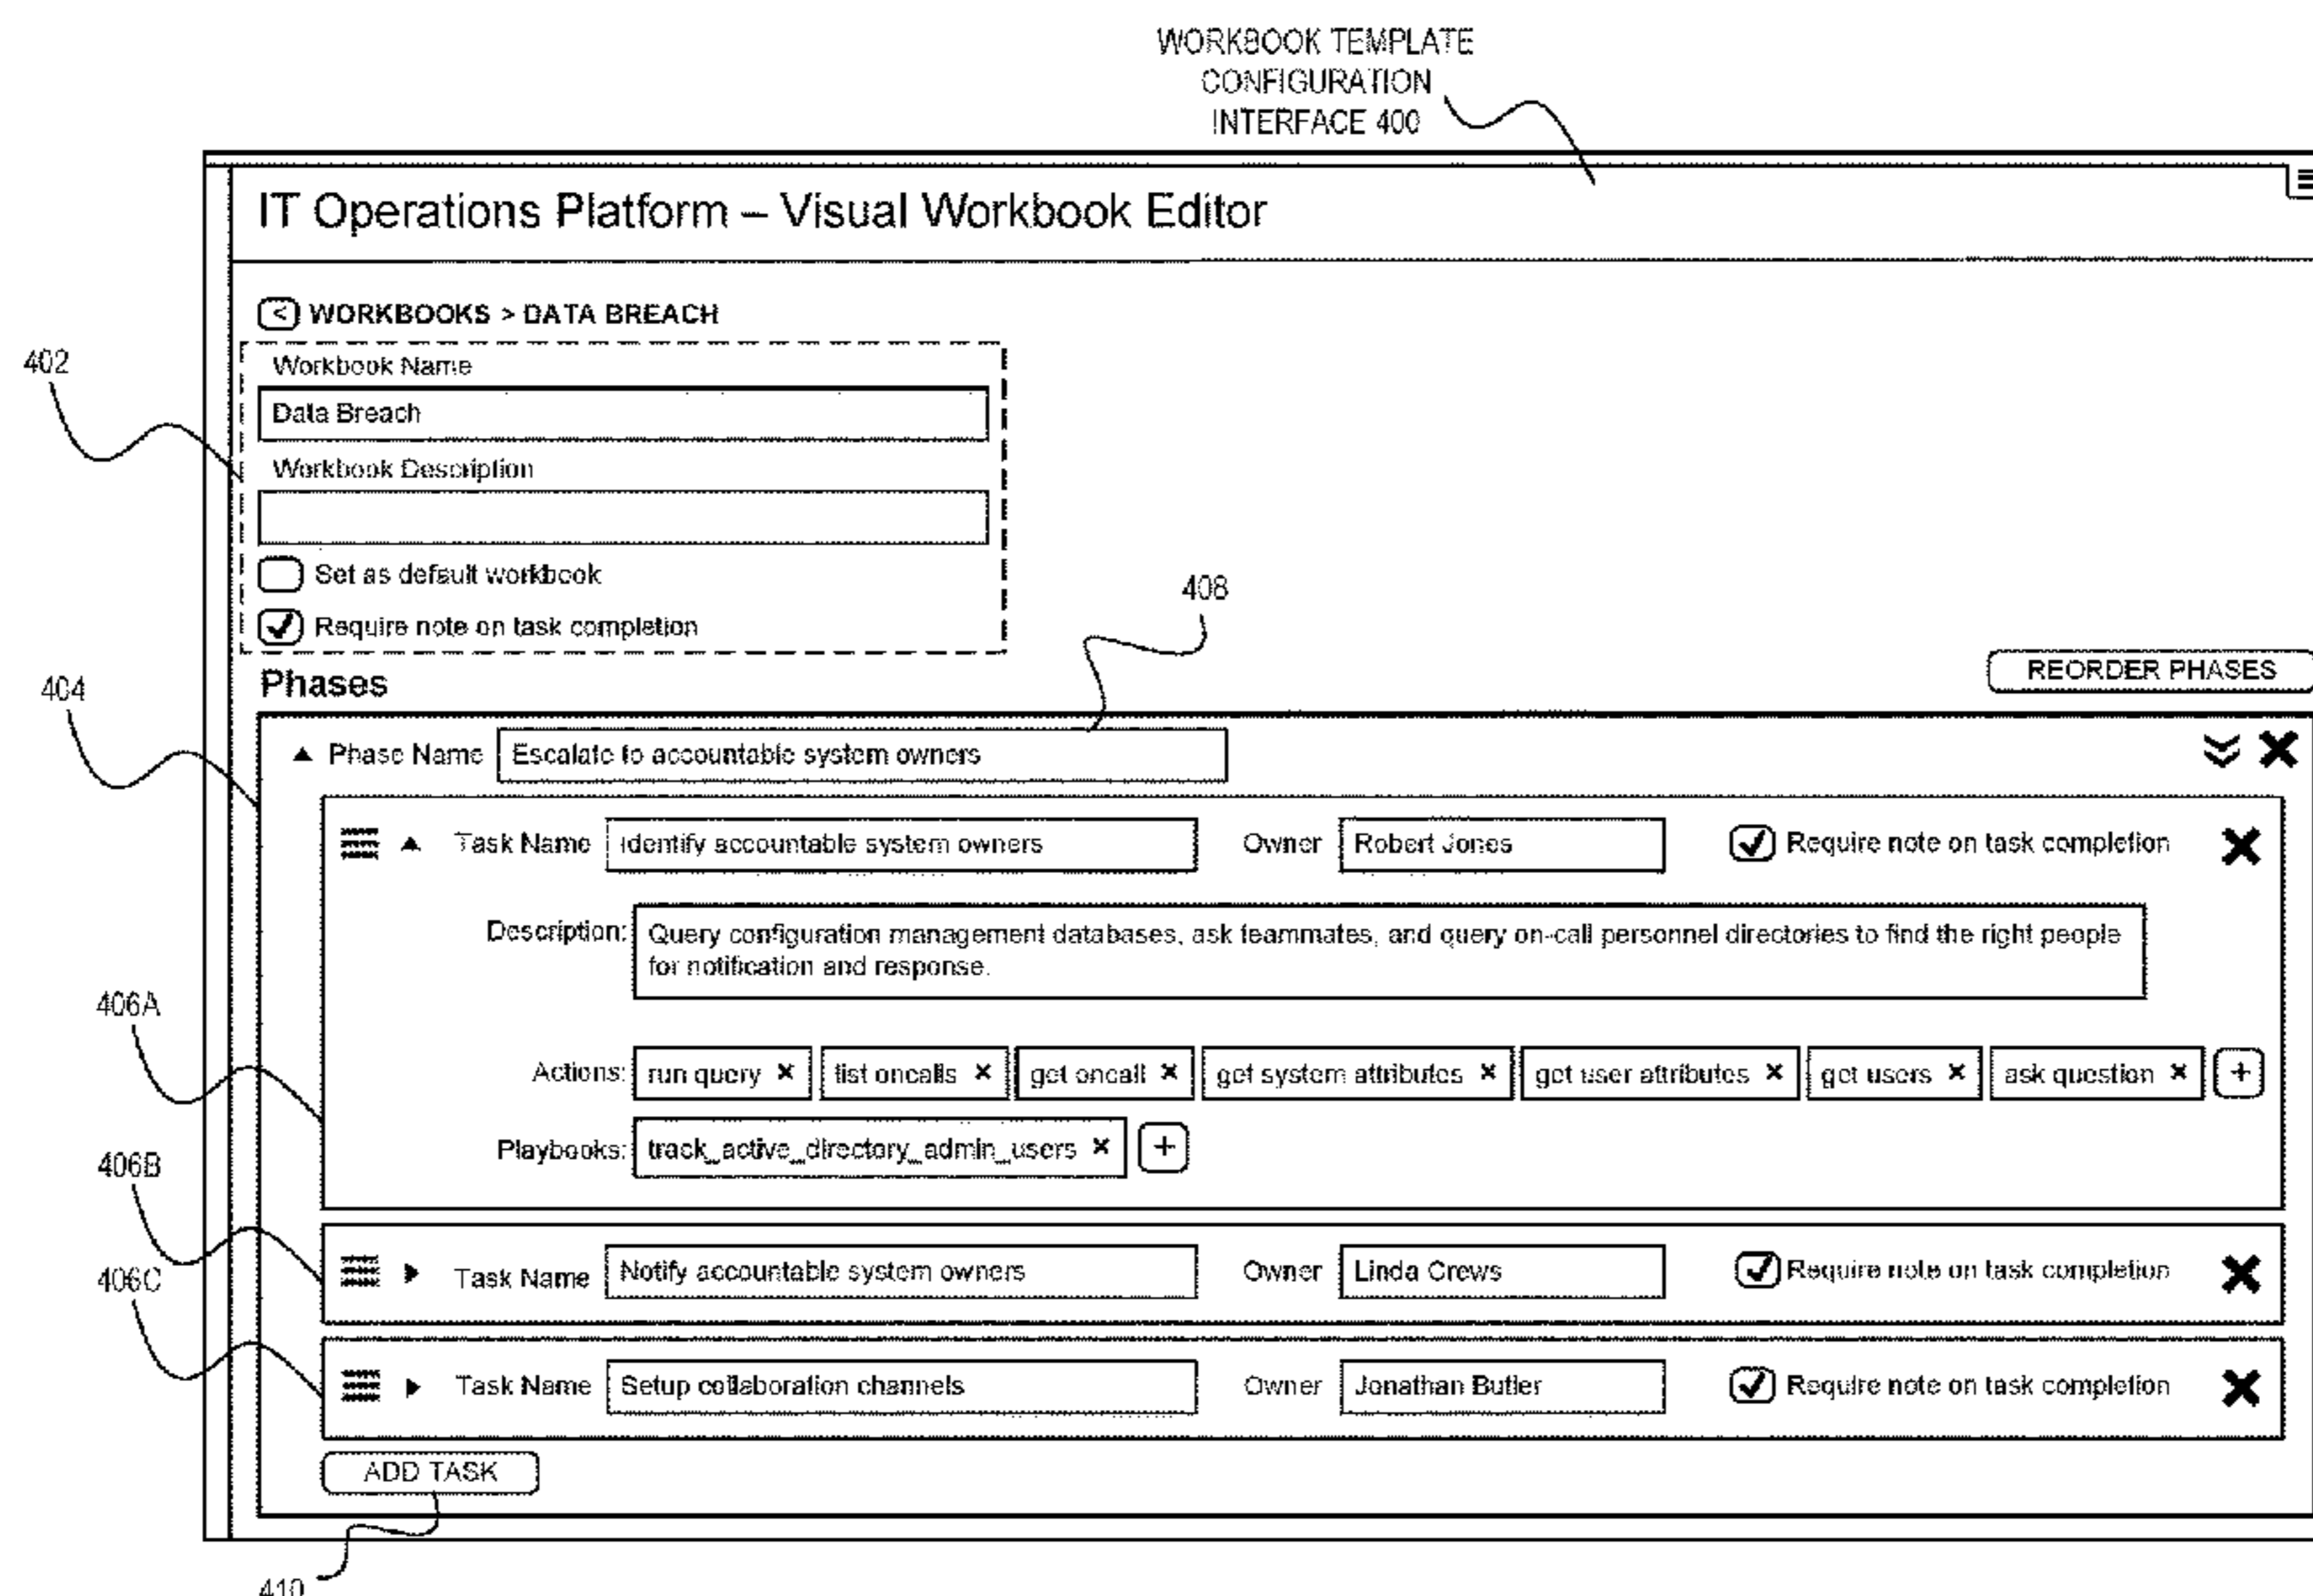 WORKBOOK TEMPLATE
CONFIGURATION
INTERFACE 400
IT Operations Platform – Visual Workbook Editor
< WORKBOOKS > DATA BREACH
402
Workbook Name
Data Breach
Workbook Description
Set as default workbook
408
Require note on task completion
404
Phases
REORDER PHASES
Phase Name Escalate to accountable system owners
Task Name Identify accountable system owners Owner Robert Jones Require note on task completion
Description: Query configuration management databases, ask teammates, and query on-call personnel directories to find the right people
for notification and response.
406A
Actions: run query × list oncalls × get oncall × get system attributes × get user attributes × get users × ask question × +
Playbooks: track_active_directory_admin_users × +
406B
Task Name Notify accountable system owners Owner Linda Crews Require note on task completion
406C
Task Name Setup collaboration channels Owner Jonathan Butler Require note on task completion
ADD TASK
410